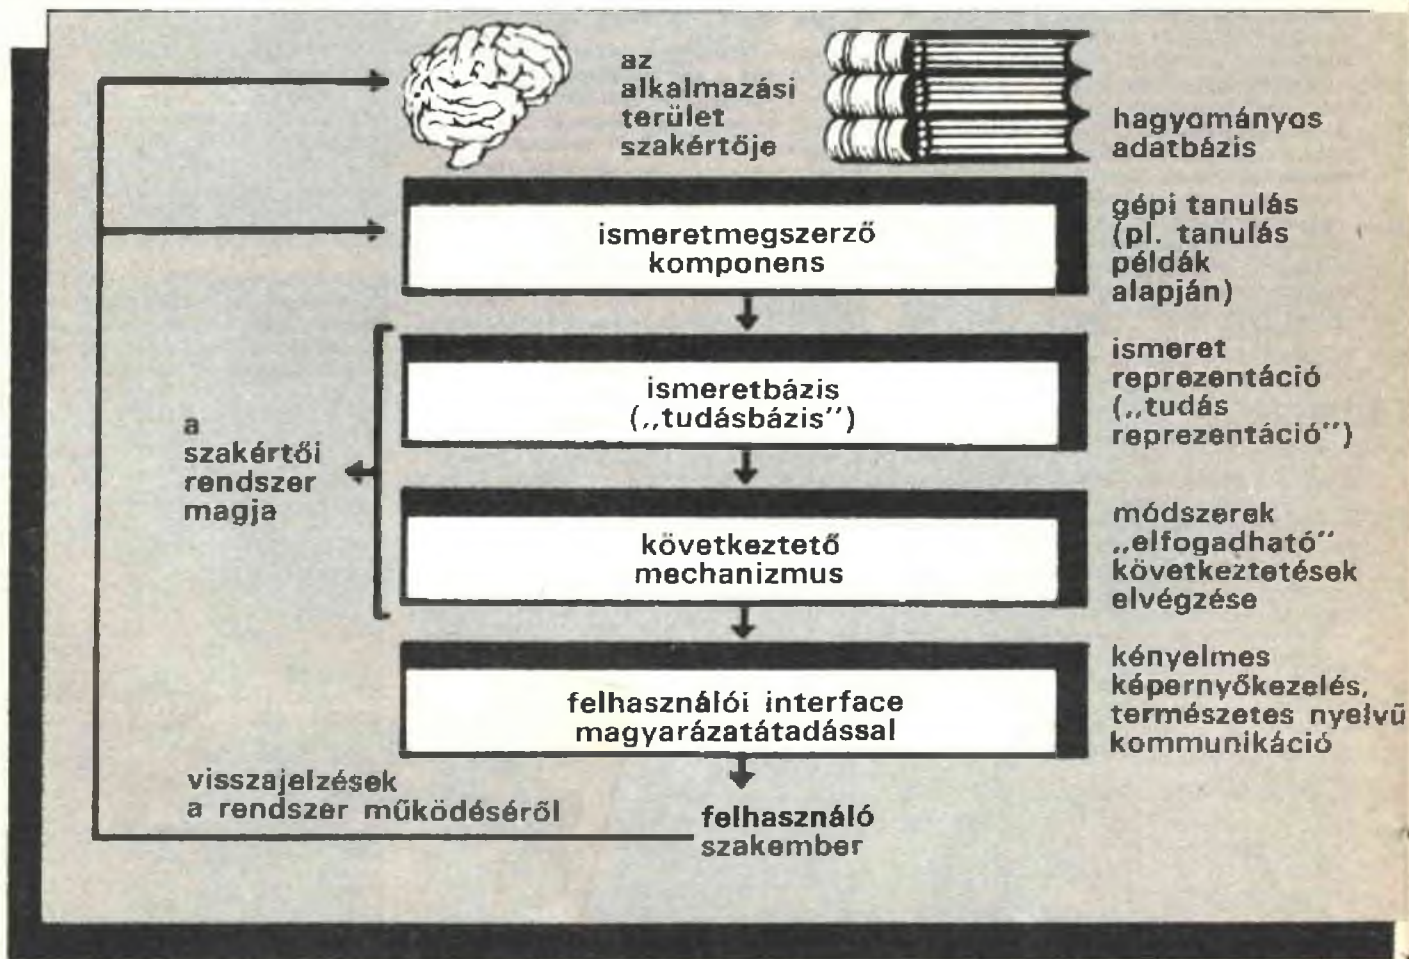 az
alkalmazási
terület
szakértője
hagyományos
adatbázis
ismeretmegszerző
komponens
gépi tanulás
(pl. tanulás
példák
alapján)
ismeretbázis
(„tudásbázis”)
ismeret
reprezentáció
(„tudás
reprezentáció”)
a
szakértői
rendszer
magja
következtető
mechanizmus
módszerek
„elfogadható”
következtetések
elvégzése
felhasználói interface
magyarázatátadással
kényelmes
képernyőkezelés,
természetes nyelvű
kommunikáció
visszajelzések
a rendszer működéséről
felhasználó
szakember